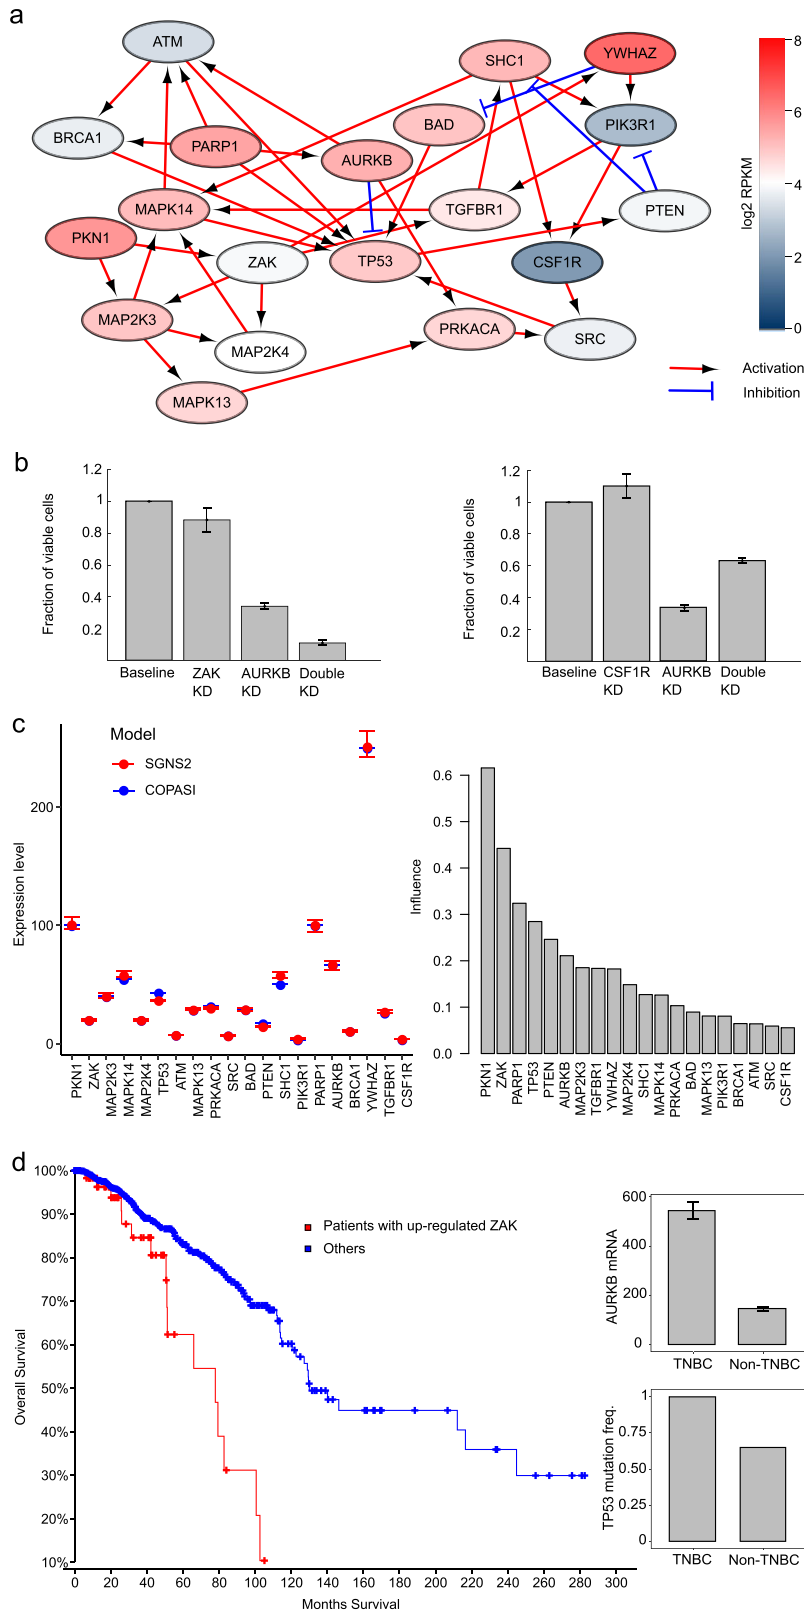 a
ATM
SHC1
YWHAZ
BRCA1
PARP1
AURKB
BAD
PIK3R1
MAPK14
TGFBR1
PTEN
PKN1
ZAK
TP53
CSF1R
MAP2K3
MAP2K4
PRKACA
SRC
MAPK13
8
6
4
2
0
log2 RPKM
Activation
Inhibition
b
Fraction of viable cells
1.2
1
0.8
0.6
0.4
0.2
Baseline
ZAK KD
AURKB KD
Double KD
Fraction of viable cells
1.2
1
0.8
0.6
0.4
0.2
Baseline
CSF1R KD
AURKB KD
Double KD
c
Model
SGNS2
COPASI
Expression level
200
100
0
PKN1
ZAK
MAP2K3
MAPK14
MAP2K4
TP53
ATM
MAPK13
PRKACA
SRC
BAD
PTEN
SHC1
PIK3R1
PARP1
AURKB
BRCA1
YWHAZ
TGFBR1
CSF1R
Influence
0.6
0.5
0.4
0.3
0.2
0.1
0.0
PKN1
ZAK
PARP1
TP53
PTEN
AURKB
MAP2K3
TGFBR1
YWHAZ
MAP2K4
SHC1
MAPK14
PRKACA
BAD
MAPK13
PIK3R1
BRCA1
ATM
SRC
CSF1R
d
Overall Survival
100%
90%
80%
70%
60%
50%
40%
30%
20%
10%
Patients with up-regulated ZAK
Others
0 20 40 60 80 100 120 140 160 180 200 220 240 260 280 300
Months Survival
AURKB mRNA
600
400
200
0
TNBC Non-TNBC
TP53 mutation freq.
1
0.75
0.50
0.25
0
TNBC Non-TNBC